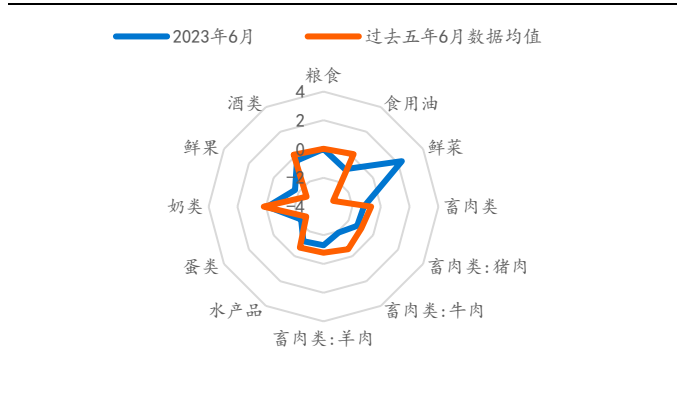 2023年6月 过去五年6月数据均值
粮食
4
酒类 食用油
2
鲜果 0 鲜菜
-2
奶类 -4 畜肉类
蛋类 畜肉类:猪肉
水产品 畜肉类:牛肉
畜肉类:羊肉